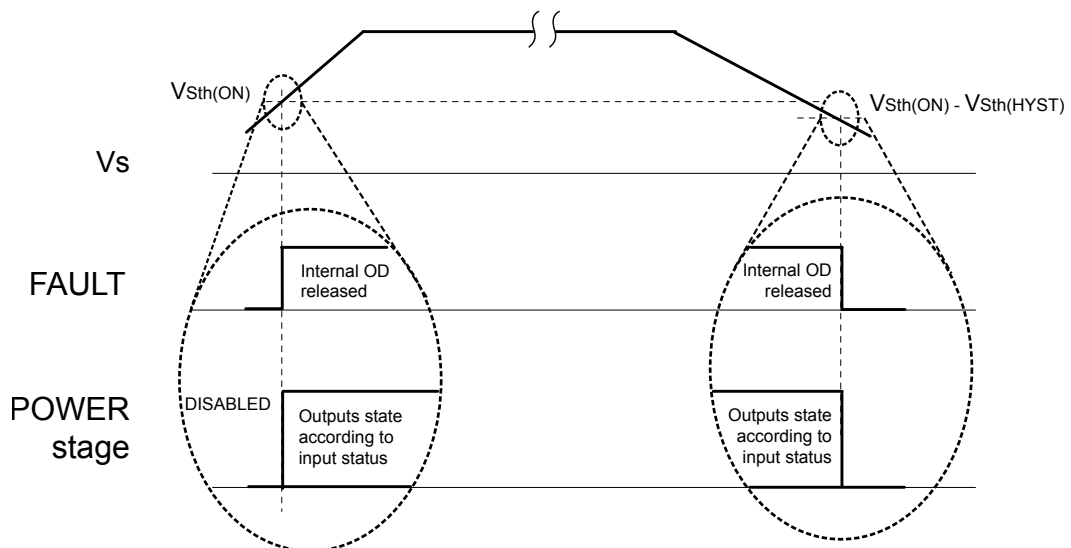 VSth(ON)
VSth(ON) - VSth(HYST)
Vs
FAULT
Internal OD
released
Internal OD
released
POWER
stage
DISABLED
Outputs state
according to
input status
Outputs state
according to
input status